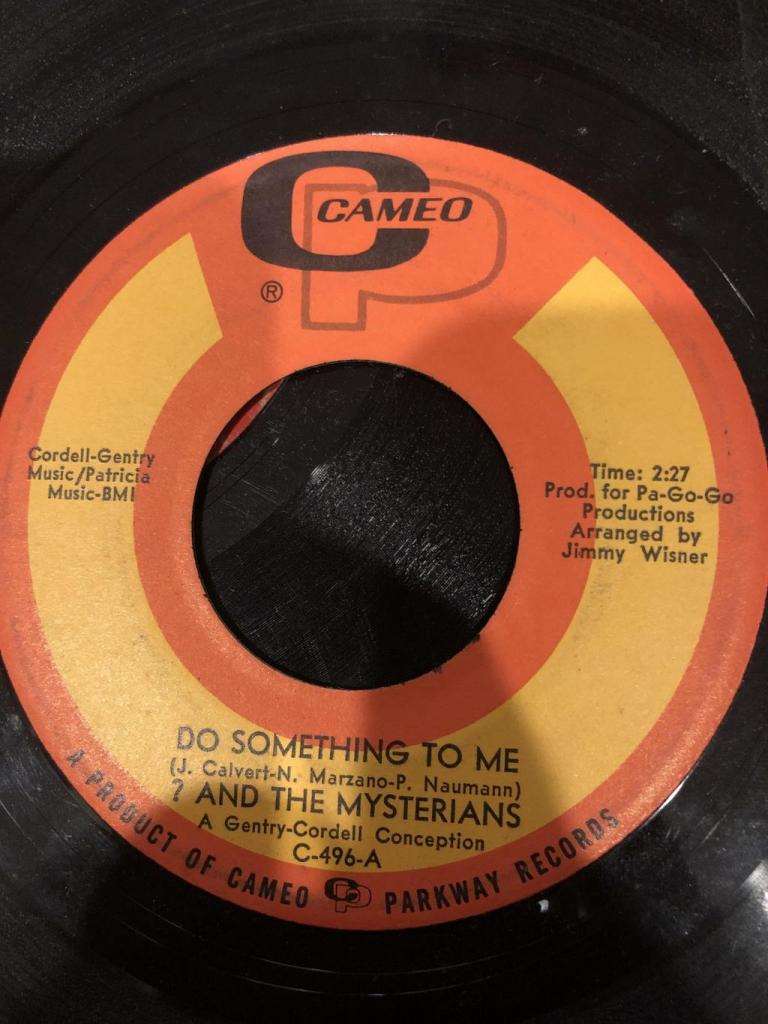 CAMEO
®
Cordell-Gentry
Music/Patricia
Music-BMI
Time: 2:27
Prod. for Pa-Go-Go
Productions
Arranged by
Jimmy Wisner
DO SOMETHING TO ME
(J. Calvert-N. Marzano-P. Naumann)
? AND THE MYSTERIANS
A Gentry-Cordell Conception
C-496-A
A PRODUCT OF CAMEO CP PARKWAY RECORDS